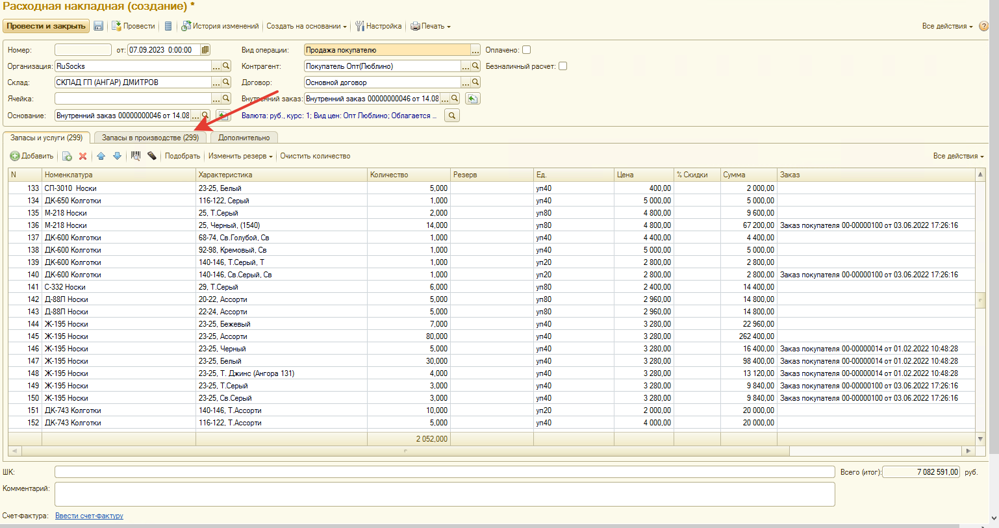 Расходная накладная (создание) *
Провести и закрыть Провести История изменений Создать на основании Настройка Печать Все действия ?
Номер: от: 07.09.2023 0:00:00 Вид операции: Продажа покупателю ... Оплачено:
Организация: RuSocks ... Контрагент: Покупатель Опт(Люблино) ... Безналичный расчет:
Склад: СКЛАД ГП (АНГАР) ДМИТРОВ ... Договор: Основной договор ...
Ячейка: ... Внутренний заказ: Внутренний заказ 00000000046 от 14.08 ...
Основание: Внутренний заказ 00000000046 от 14.08 ... Валюта: руб., курс: 1; Вид цен: Опт Люблино; Облагается ...
Запасы и услуги (299) Запасы в производстве (299) Дополнительно
Добавить Подобрать Изменить резерв Очистить количество Все действия
N Номенклатура Характеристика Количество Резерв Ед. Цена % Скидки Сумма Заказ
133 СП-3010 Носки 23-25, Белый 5,000 уп40 400,00 2 000,00
134 ДК-650 Колготки 116-122, Серый 1,000 уп40 5 000,00 5 000,00
135 М-218 Носки 25, Т.Серый 2,000 уп80 4 800,00 9 600,00
136 М-218 Носки 25, Черный, (1540) 14,000 уп80 4 800,00 67 200,00 Заказ покупателя 00-00000100 от 03.06.2022 17:26:16
137 ДК-600 Колготки 68-74, Св.Голубой, Св 1,000 уп40 4 400,00 4 400,00
138 ДК-600 Колготки 92-98, Кремовый, Св 1,000 уп40 5 000,00 5 000,00
139 ДК-600 Колготки 140-146, Т.Серый, Т 1,000 уп20 2 800,00 2 800,00
140 ДК-600 Колготки 140-146, Св.Серый, Св 1,000 уп20 2 800,00 2 800,00 Заказ покупателя 00-00000100 от 03.06.2022 17:26:16
141 С-332 Носки 29, Т.Серый 6,000 уп80 2 400,00 14 400,00
142 Д-88Л Носки 20-22, Ассорти 5,000 уп80 2 960,00 14 800,00
143 Д-88Л Носки 22-24, Ассорти 5,000 уп80 2 960,00 14 800,00
144 Ж-195 Носки 23-25, Бежевый 7,000 уп40 3 280,00 22 960,00
145 Ж-195 Носки 23-25, Ассорти 80,000 уп40 3 280,00 262 400,00
146 Ж-195 Носки 23-25, Черный 5,000 уп40 3 280,00 16 400,00 Заказ покупателя 00-00000014 от 01.02.2022 10:48:28
147 Ж-195 Носки 23-25, Белый 30,000 уп40 3 280,00 98 400,00 Заказ покупателя 00-00000014 от 01.02.2022 10:48:28
148 Ж-195 Носки 23-25, Т. Джинс (Ангора 131) 4,000 уп40 3 280,00 13 120,00 Заказ покупателя 00-00000014 от 01.02.2022 10:48:28
149 Ж-195 Носки 23-25, Т.Серый 3,000 уп40 3 280,00 9 840,00 Заказ покупателя 00-00000100 от 03.06.2022 17:26:16
150 Ж-195 Носки 23-25, Св.Серый 3,000 уп40 3 280,00 9 840,00 Заказ покупателя 00-00000100 от 03.06.2022 17:26:16
151 ДК-743 Колготки 140-146, Т.Ассорти 10,000 уп20 2 000,00 20 000,00
152 ДК-743 Колготки 116-122, Т.Ассорти 5,000 уп40 4 000,00 20 000,00
2 052,000
ШК: Всего (итог): 7 082 591,00 руб.
Комментарий:
Счет-фактура: Ввести счет-фактуру